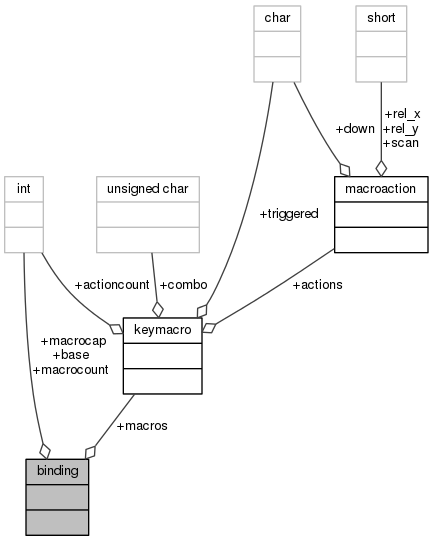 char
short
+rel_x
+rel_y
+scan
+down
int
unsigned char
macroaction
+triggered
+actioncount
+combo
+actions
keymacro
+macrocap
+base
+macrocount
+macros
binding